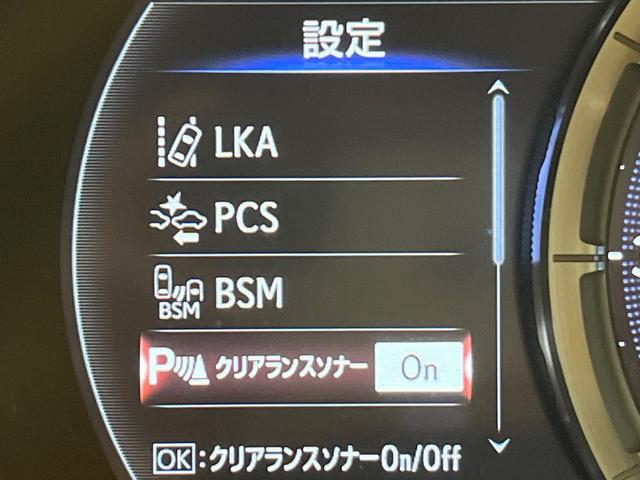 設定
LKA
PCS
BSM BSM
P クリアランスソナー On
OK:クリアランスソナーOn/Off